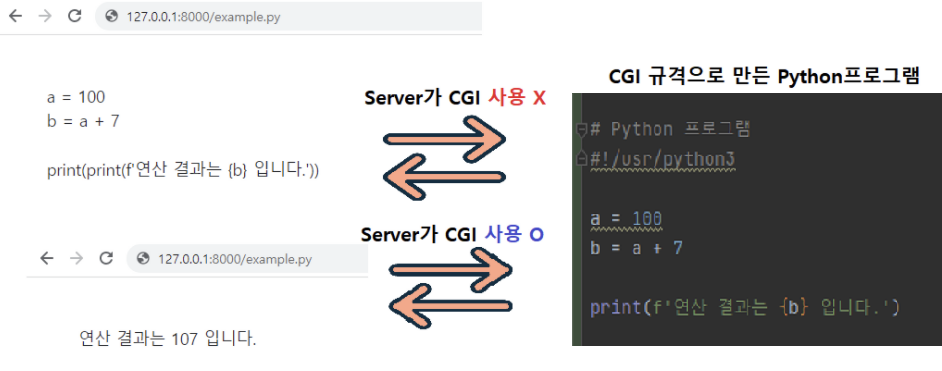 127.0.0.1:8000/example.py
a = 100
b = a + 7
print(print(f'연산 결과는 {b} 입니다.'))
Server가 CGI 사용 X
Server가 CGI 사용 O
127.0.0.1:8000/example.py
연산 결과는 107 입니다.
CGI 규격으로 만든 Python프로그램
# Python 프로그램
#!/usr/python3
a = 100
b = a + 7
print(f'연산 결과는 {b} 입니다.')